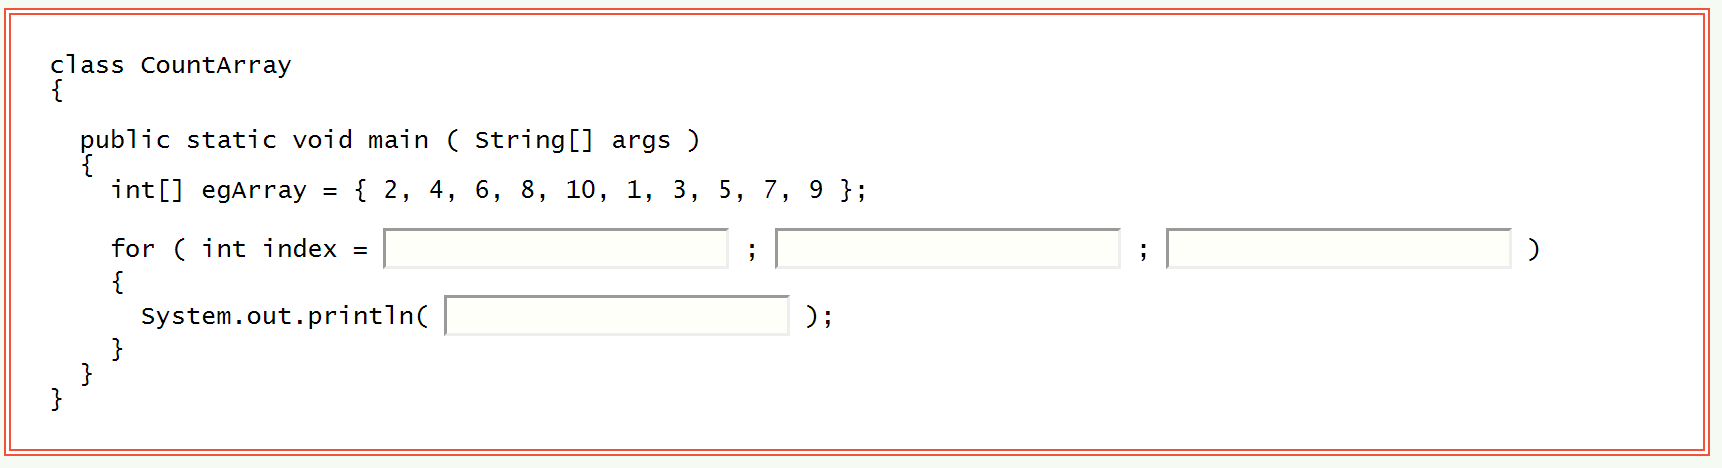 class CountArray
{
public static void main ( String[] args )
{
int[] egArray = { 2, 4, 6, 8, 10, 1, 3, 5, 7, 9 };
for ( int index = ; ; )
{
System.out.println( );
}
}
}